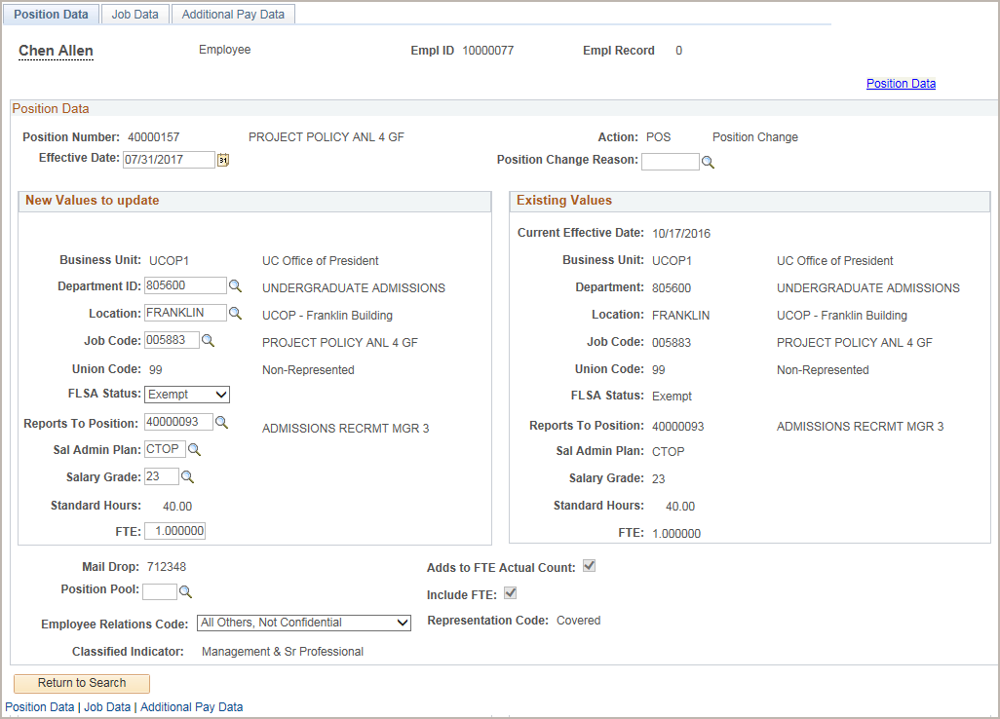 Position Data Job Data Additional Pay Data
Chen Allen Employee Empl ID 10000077 Empl Record 0
Position Data
Position Data
Position Number: 40000157 PROJECT POLICY ANL 4 GF Action: POS Position Change
Effective Date: 07/31/2017 31 Position Change Reason:
New Values to update
Business Unit: UCOP1 UC Office of President
Department ID: 805600 UNDERGRADUATE ADMISSIONS
Location: FRANKLIN UCOP - Franklin Building
Job Code: 005883 PROJECT POLICY ANL 4 GF
Union Code: 99 Non-Represented
FLSA Status: Exempt
Reports To Position: 40000093 ADMISSIONS RECRMT MGR 3
Sal Admin Plan: CTOP
Salary Grade: 23
Standard Hours: 40.00
FTE: 1.000000
Existing Values
Current Effective Date: 10/17/2016
Business Unit: UCOP1 UC Office of President
Department: 805600 UNDERGRADUATE ADMISSIONS
Location: FRANKLIN UCOP - Franklin Building
Job Code: 005883 PROJECT POLICY ANL 4 GF
Union Code: 99 Non-Represented
FLSA Status: Exempt
Reports To Position: 40000093 ADMISSIONS RECRMT MGR 3
Sal Admin Plan: CTOP
Salary Grade: 23
Standard Hours: 40.00
FTE: 1.000000
Mail Drop: 712348 Adds to FTE Actual Count:
Position Pool: Include FTE:
Employee Relations Code: All Others, Not Confidential Representation Code: Covered
Classified Indicator: Management & Sr Professional
Return to Search
Position Data | Job Data | Additional Pay Data